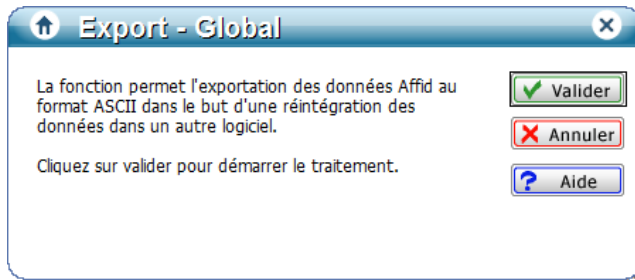 Export - Global
La fonction permet l'exportation des données Affid au
format ASCII dans le but d'une réintégration des
données dans un autre logiciel.
Cliquez sur valider pour démarrer le traitement.
Valider
Annuler
Aide